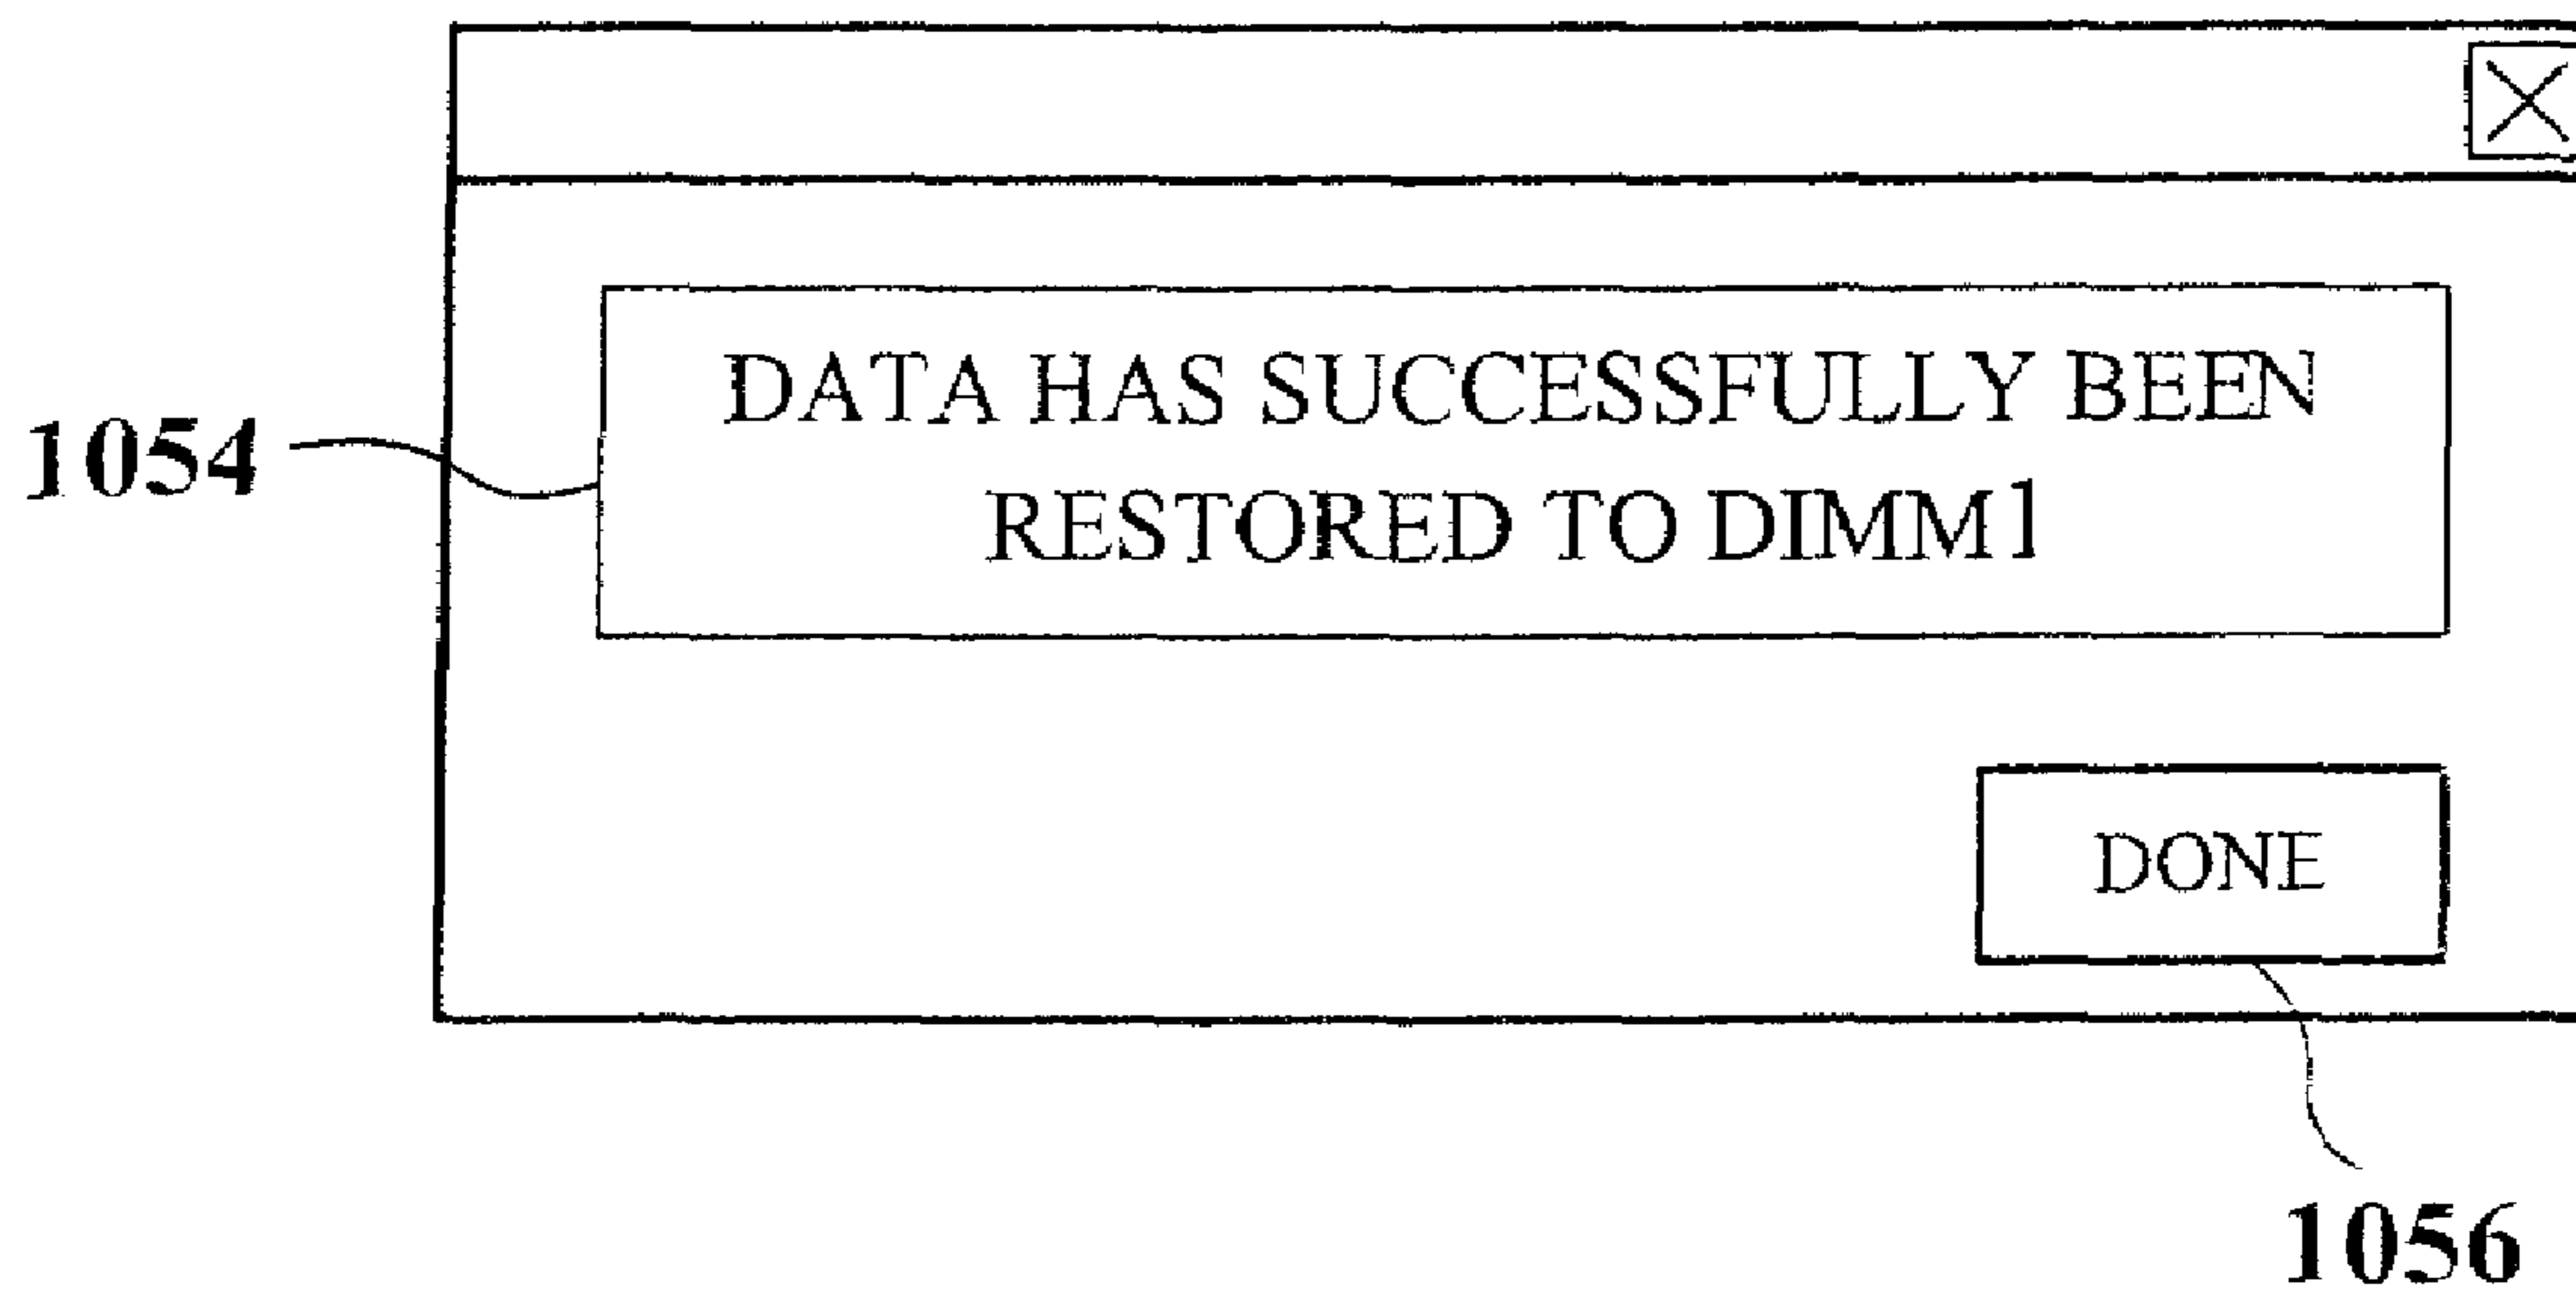 DATA HAS SUCCESSFULLY BEEN
RESTORED TO DIMM1
1054
DONE
1056